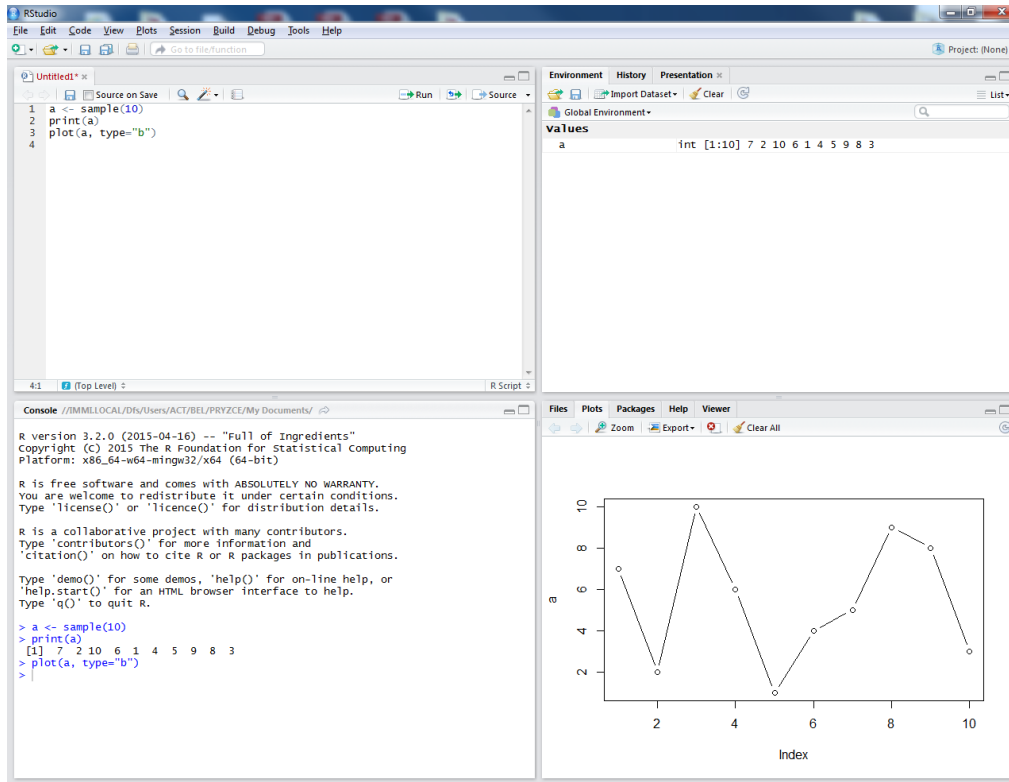 RStudio
File Edit Code View Plots Session Build Debug Tools Help
Go to file/function
Project: (None)
Untitled1*
Source on Save
Run
Source
1 a <- sample(10)
2 print(a)
3 plot(a, type="b")
4
4:1 (Top Level) R Script
Environment History Presentation
Import Dataset Clear List
Global Environment
Values
a int [1:10] 7 2 10 6 1 4 5 9 8 3
Console //IMMI.LOCAL/Dfs/Users/ACT/BEL/PRYZCE/My Documents/
R version 3.2.0 (2015-04-16) -- "Full of Ingredients"
Copyright (C) 2015 The R Foundation for Statistical Computing
Platform: x86_64-w64-mingw32/x64 (64-bit)
R is free software and comes with ABSOLUTELY NO WARRANTY.
You are welcome to redistribute it under certain conditions.
Type 'license()' or 'licence()' for distribution details.
R is a collaborative project with many contributors.
Type 'contributors()' for more information and
'citation()' on how to cite R or R packages in publications.
Type 'demo()' for some demos, 'help()' for on-line help, or
'help.start()' for an HTML browser interface to help.
Type 'q()' to quit R.
> a <- sample(10)
> print(a)
[1] 7 2 10 6 1 4 5 9 8 3
> plot(a, type="b")
>
Files Plots Packages Help Viewer
Zoom Export Clear All
10
8
6
4
2
a
2 4 6 8 10
Index